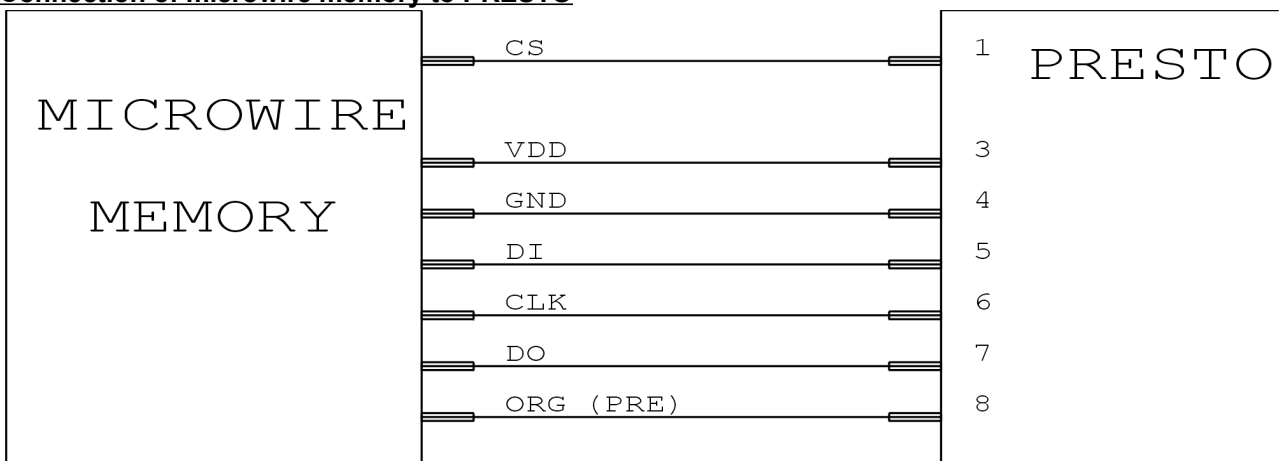 Connection of Microwire memory to PRESTO
CS
1
PRESTO
MICROWIRE
VDD
3
MEMORY
GND
4
DI
5
CLK
6
DO
7
ORG (PRE)
8